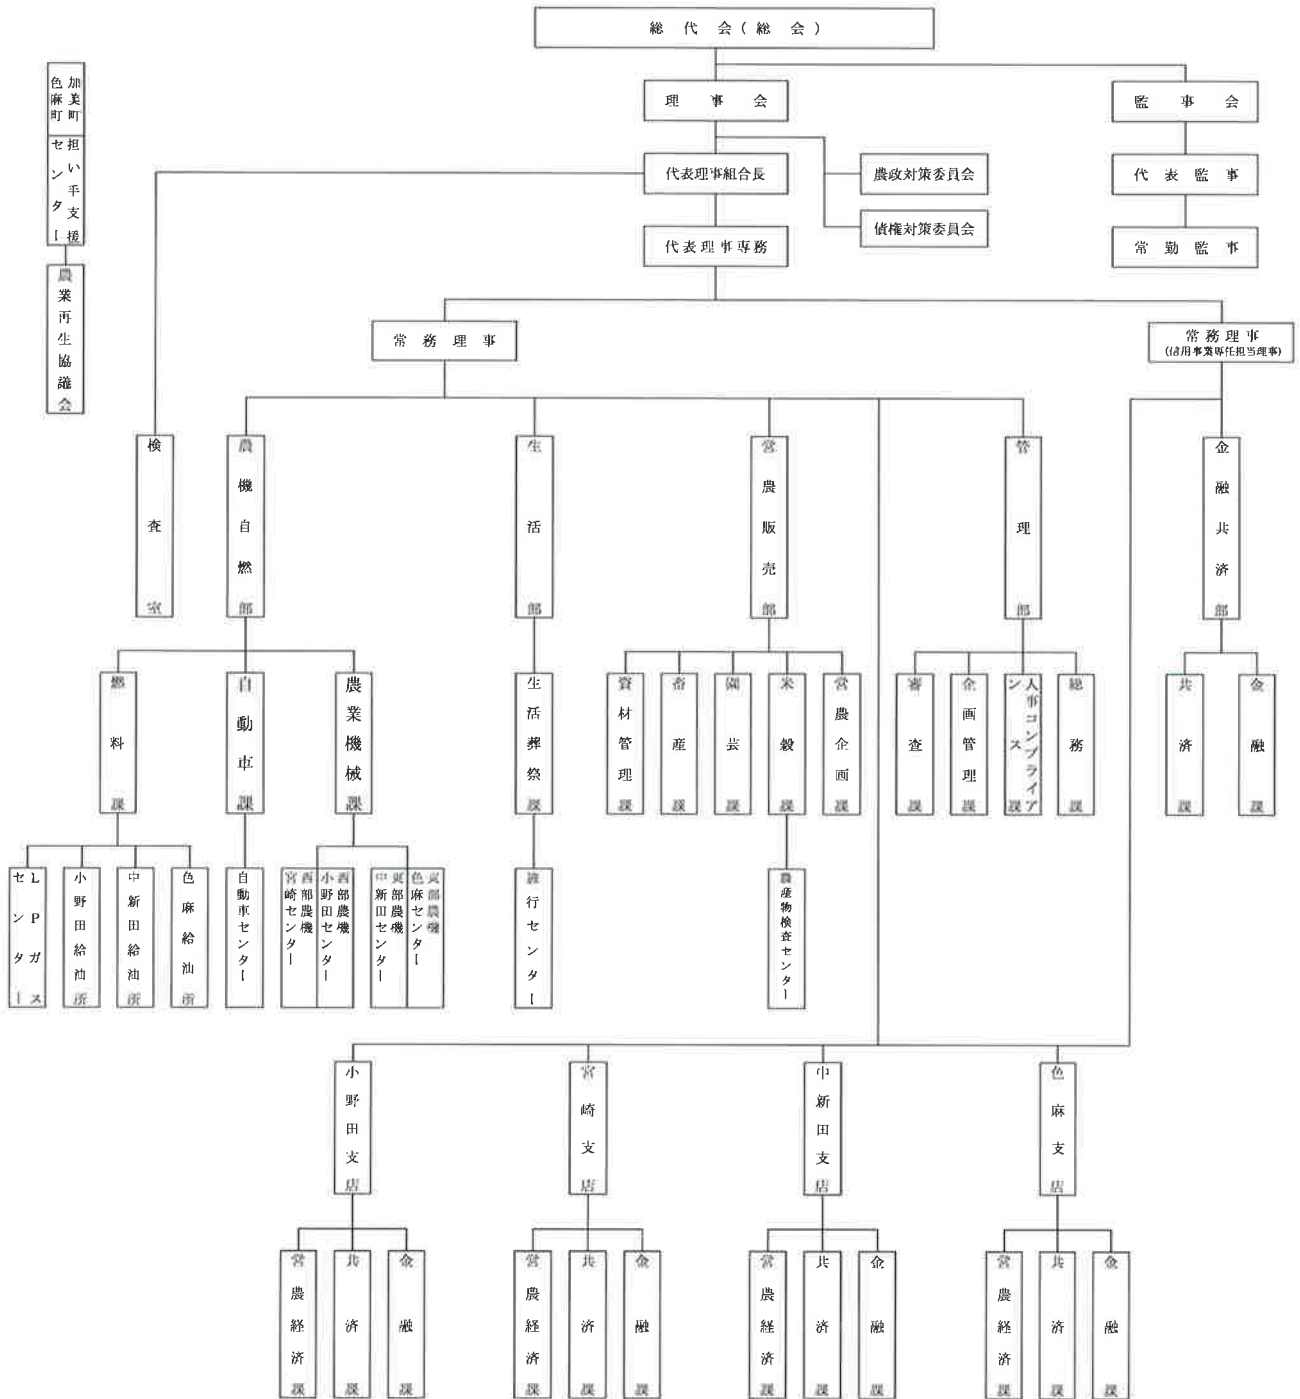 総代会(総会)
加美町
色麻町
担い手支援
センター
農業再生協議会
理事会
監事会
代表理事組合長
農政対策委員会
代表監事
債権対策委員会
代表理事専務
常勤監事
常務理事
常務理事
(信用事業専任担当理事)
検査室
農機自燃部
生活部
営農販売部
管理部
金融共済部
燃料課
自動車課
農業機械課
生活葬祭課
資材管理課
畜産課
園芸課
米穀課
営農企画課
審査課
企画管理課
人事コンプライア
ンス課
総務課
共済課
金融課
LPガス
センター
小野田給油所
中新田給油所
色麻給油所
自動車センター
西部農機
宮崎センター
西部農機
小野田センター
東部農機
中新田センター
東部農機
色麻センター
旅行センター
農産物検査センター
小野田支店
宮崎支店
中新田支店
色麻支店
営農経済課
共済課
金融課
営農経済課
共済課
金融課
営農経済課
共済課
金融課
営農経済課
共済課
金融課